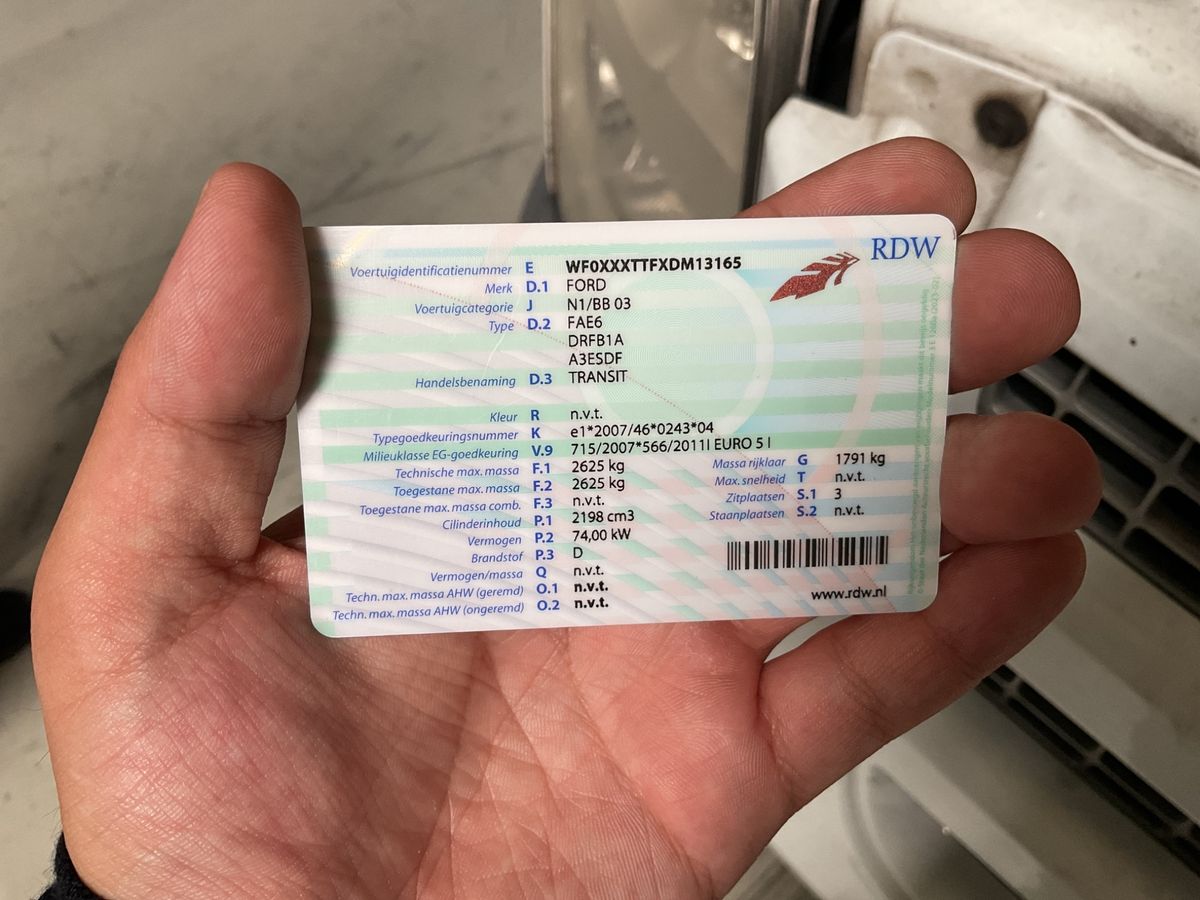 RDW
Voertuigidentificatienummer E WF0XXXTTFXDM13165
Merk D.1 FORD
Voertuigcategorie J N1/BB 03
Type D.2 FAE6
DRFB1A
A3ESDF
Handelsbenaming D.3 TRANSIT
Kleur R n.v.t.
Typegoedkeuringsnummer K e1*2007/46*0243*04
Milieuklasse EG-goedkeuring V.9 715/2007*566/2011I EURO 5 I
Technische max. massa F.1 2625 kg
Toegestane max. massa F.2 2625 kg
Toegestane max. massa comb. F.3 n.v.t.
Cilinderinhoud P.1 2198 cm3
Vermogen P.2 74,00 kW
Brandstof P.3 D
Vermogen/massa Q n.v.t.
Techn. max. massa AHW (geremd) O.1 n.v.t.
Techn. max. massa AHW (ongeremd) O.2 n.v.t.
Massa rijklaar G 1791 kg
Max. snelheid T n.v.t.
Zitplaatsen S.1 3
Staanplaatsen S.2 n.v.t.
www.rdw.nl